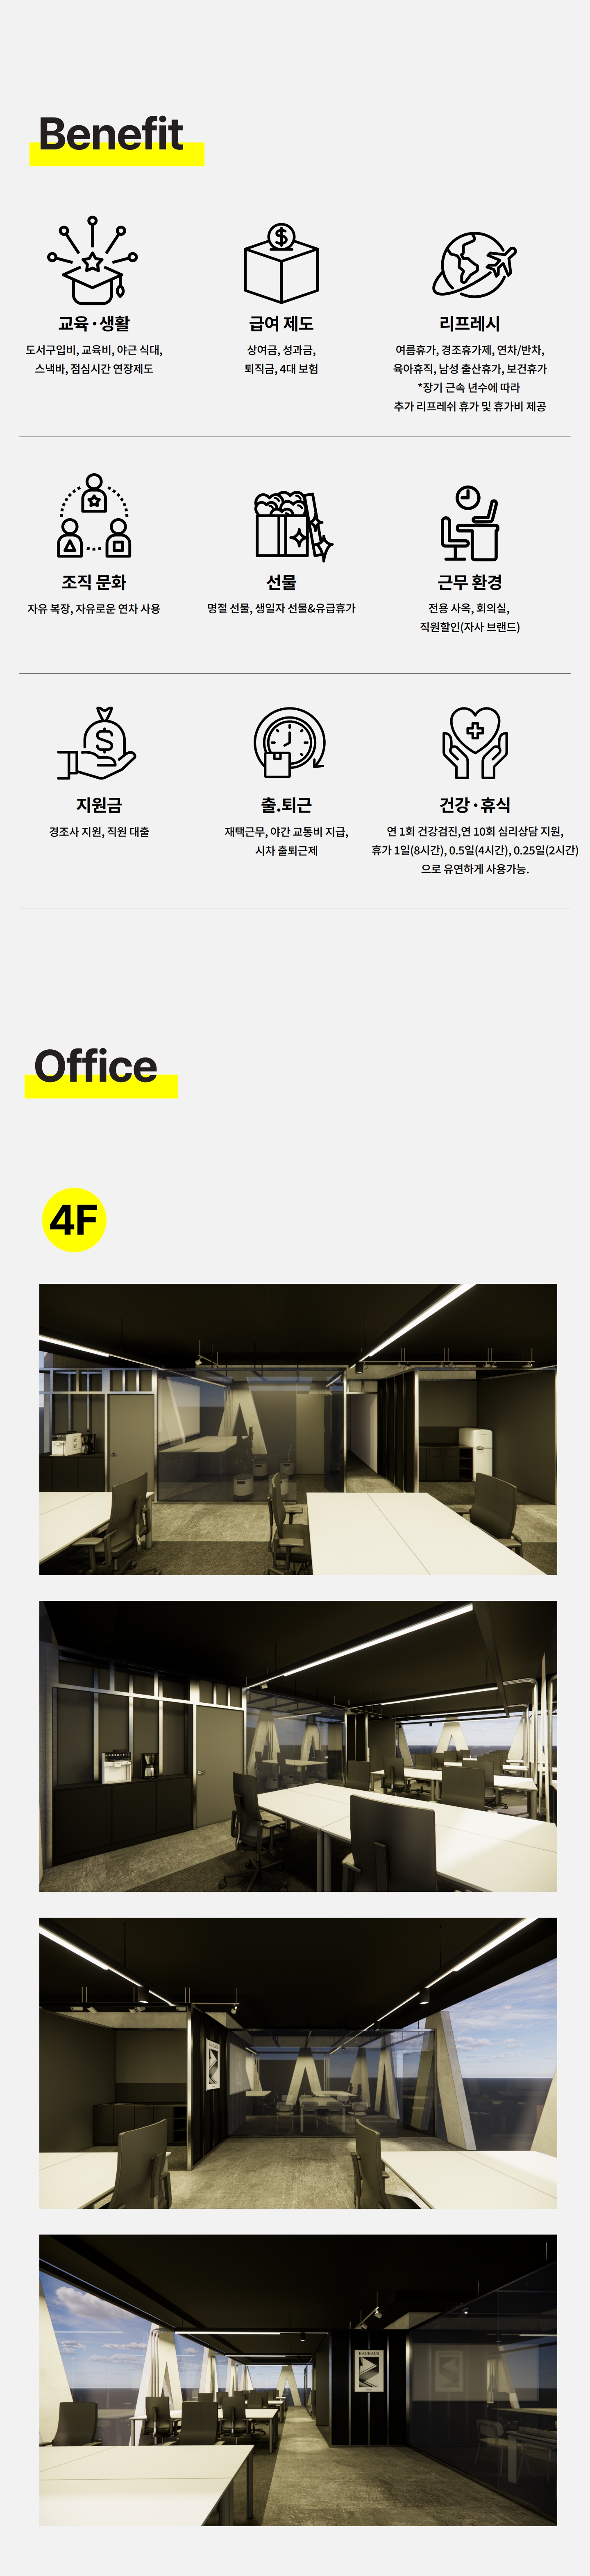 Benefit
교육·생활
도서구입비, 교육비, 야근 식대,
스낵바, 점심시간 연장제도
급여 제도
상여금, 성과금,
퇴직금, 4대 보험
리프레시
여름휴가, 경조휴가제, 연차/반차,
육아휴직, 남성 출산휴가, 보건휴가
*장기 근속 년수에 따라
추가 리프레쉬 휴가 및 휴가비 제공
조직 문화
자유 복장, 자유로운 연차 사용
선물
명절 선물, 생일자 선물&유급휴가
근무 환경
전용 사옥, 회의실,
직원할인(자사 브랜드)
지원금
경조사 지원, 직원 대출
출.퇴근
재택근무, 야간 교통비 지급,
시차 출퇴근제
건강·휴식
연 1회 건강검진,연 10회 심리상담 지원,
휴가 1일(8시간), 0.5일(4시간), 0.25일(2시간)
으로 유연하게 사용가능.
Office
4F
BAUHAUS